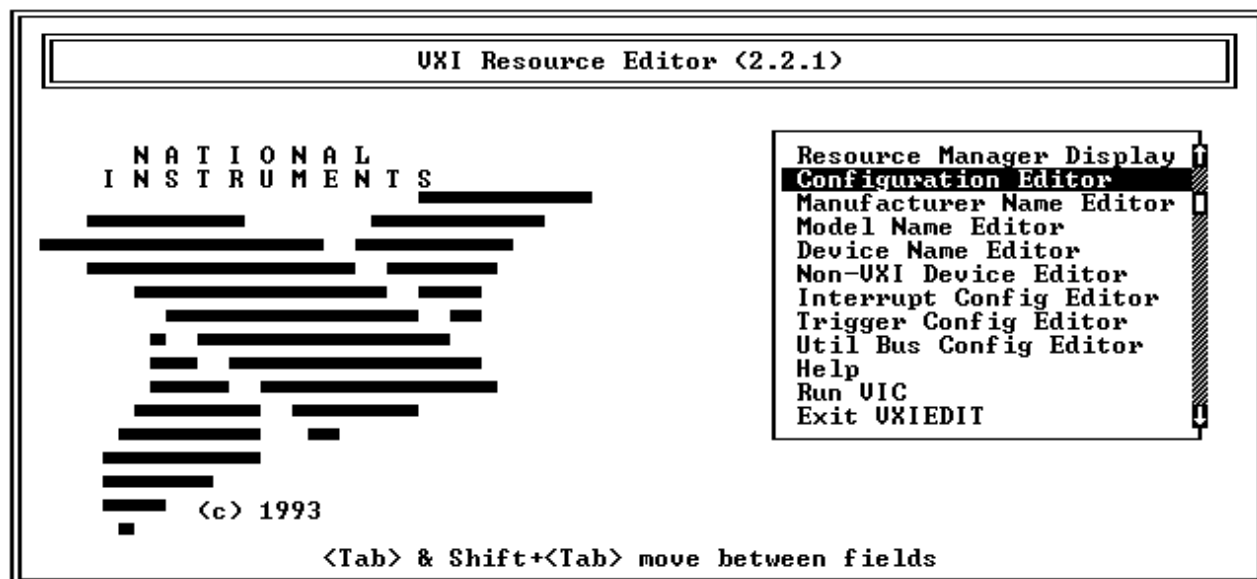 VXI Resource Editor (2.2.1)
N A T I O N A L
I N S T R U M E N T S
Resource Manager Display
Configuration Editor
Manufacturer Name Editor
Model Name Editor
Device Name Editor
Non-VXI Device Editor
Interrupt Config Editor
Trigger Config Editor
Util Bus Config Editor
Help
Run VIC
Exit VXIEDIT
(c) 1993
<Tab> & Shift+<Tab> move between fields